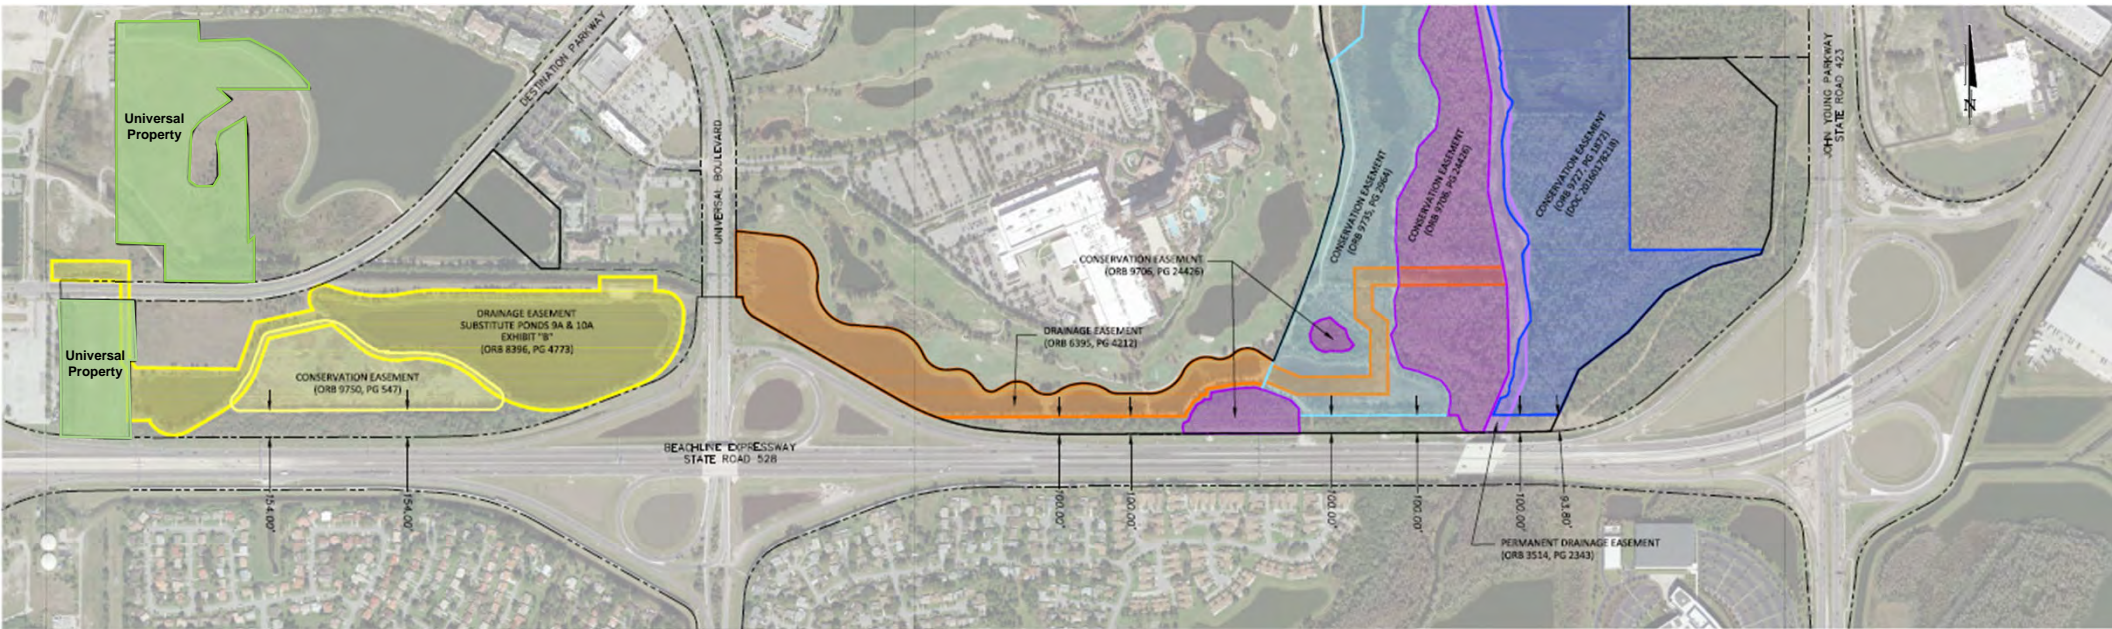 Universal
Property
DESTINATION PARKWAY
UNIVERSAL BOULEVARD
JOHN YOUNG PARKWAY
STATE ROAD 423
N
CONSERVATION EASEMENT
(ORB 9735, PG 2964)
CONSERVATION EASEMENT
(ORB 9706, PG 24426)
CONSERVATION EASEMENT
(ORB 9727, PG 1872)
(DOC 20160178218)
CONSERVATION EASEMENT
(ORB 9706, PG 24426)
DRAINAGE EASEMENT
SUBSTITUTE PONDS 9A & 10A
EXHIBIT "B"
(ORB 8396, PG 4773)
DRAINAGE EASEMENT
(ORB 6395, PG 4212)
Universal
Property
CONSERVATION EASEMENT
(ORB 9750, PG 547)
BEACHLINE EXPRESSWAY
STATE ROAD 528
154.00'
154.00'
100.00'
100.00'
100.00'
100.00'
100.00'
93.80'
PERMANENT DRAINAGE EASEMENT
(ORB 3514, PG 2343)